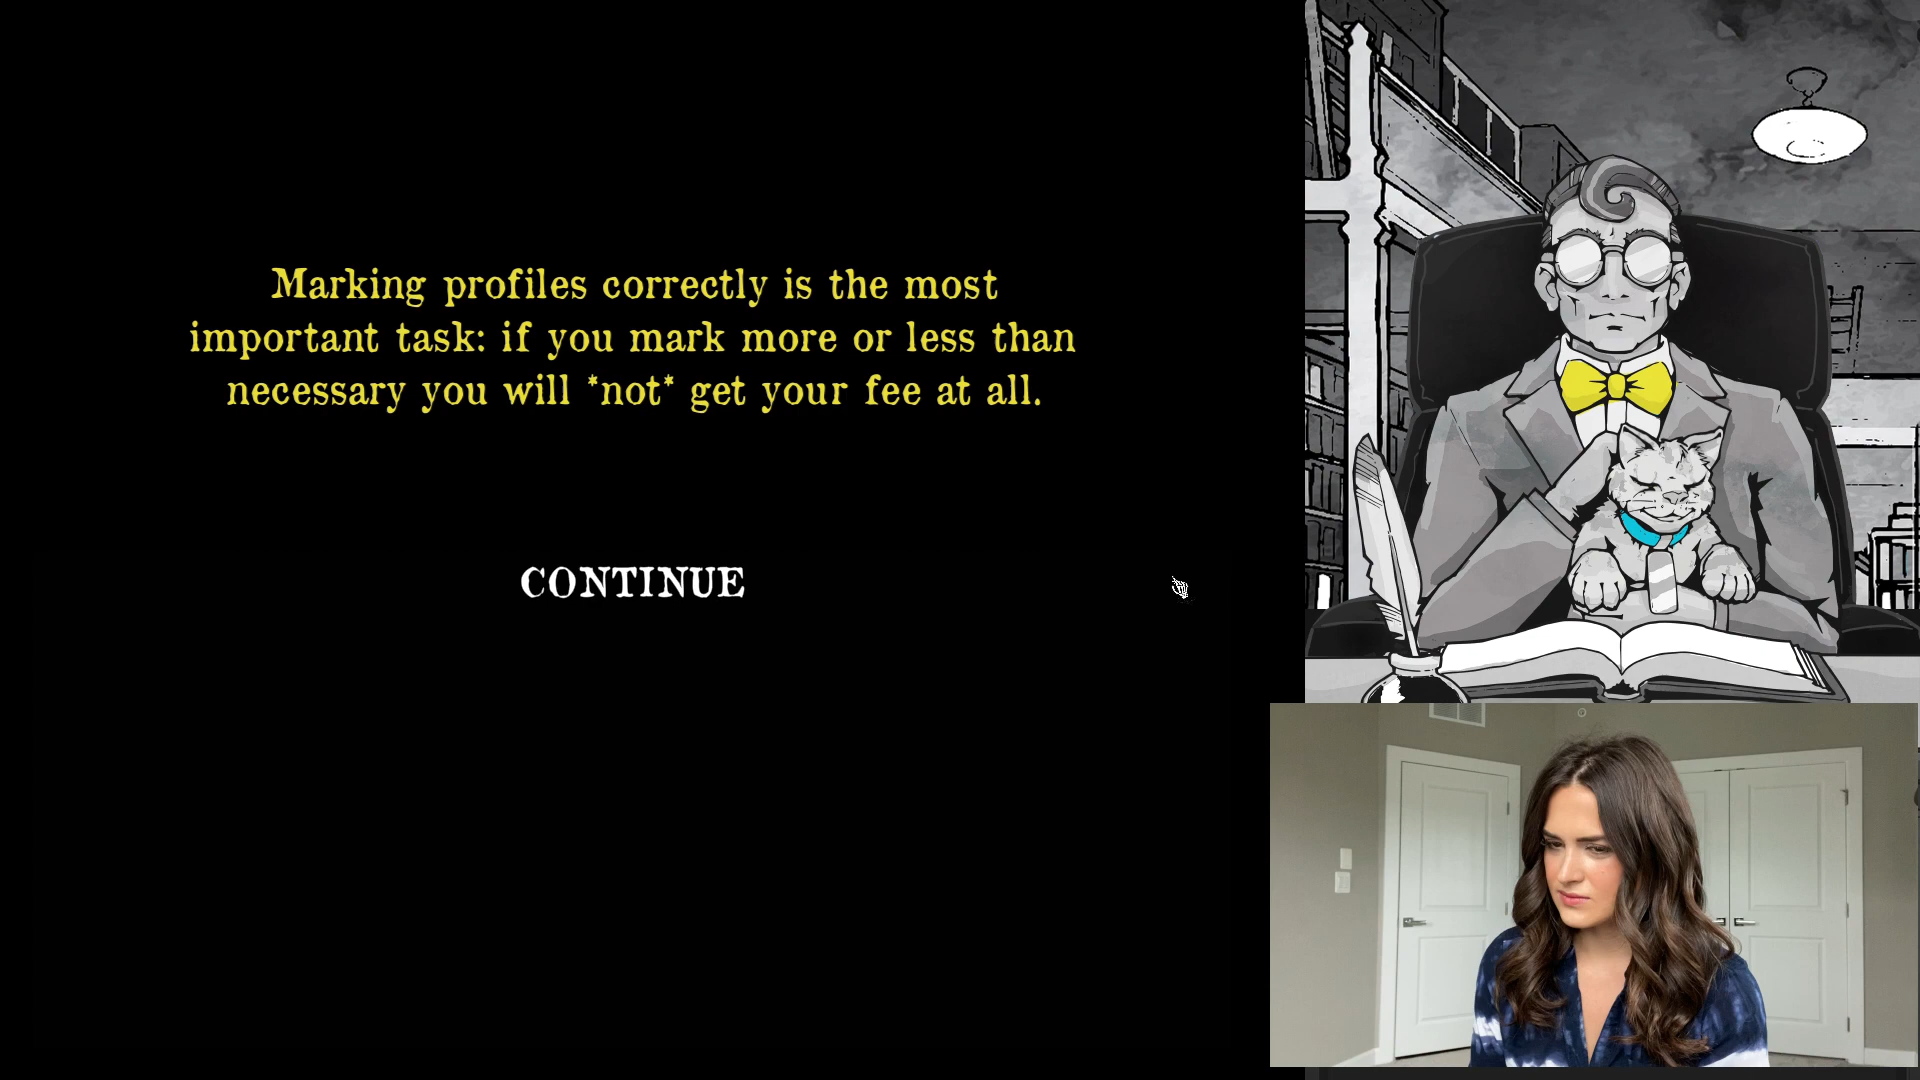 Marking profiles correctly is the most
important task: if you mark more or less than
necessary you will *not* get your fee at all.
CONTINUE